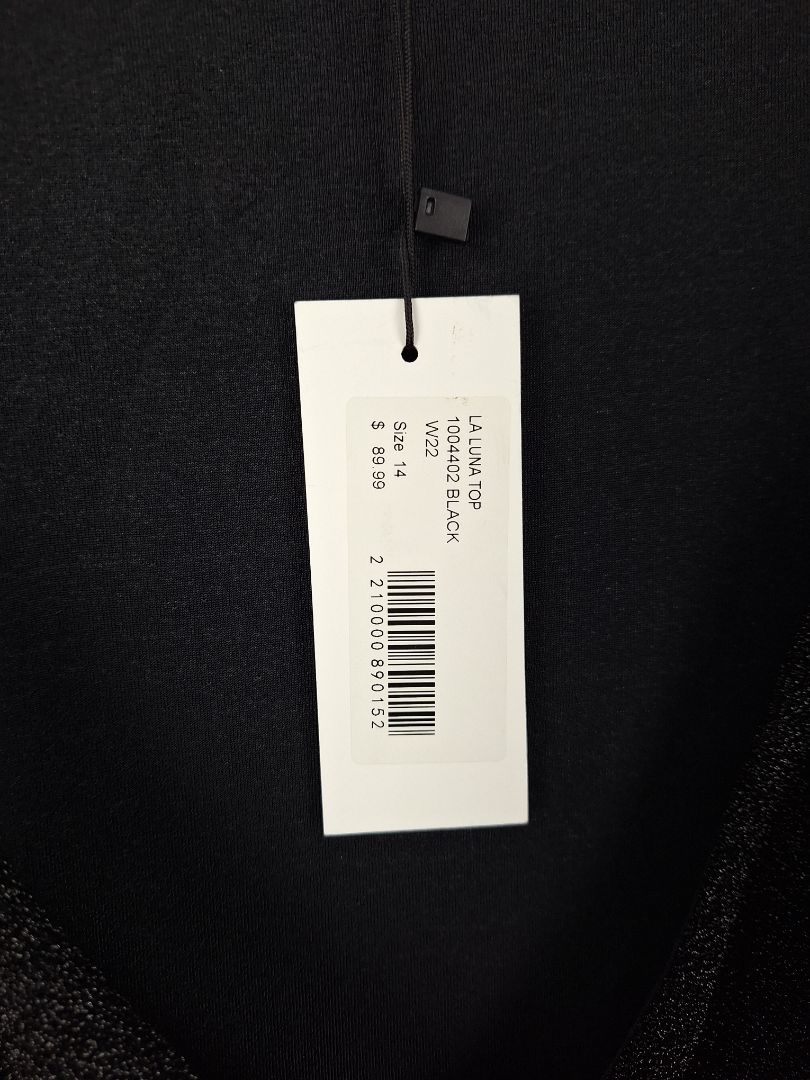 LA LUNA TOP
1004402 BLACK
W22
Size 14
$ 89.99
2 210000 890152